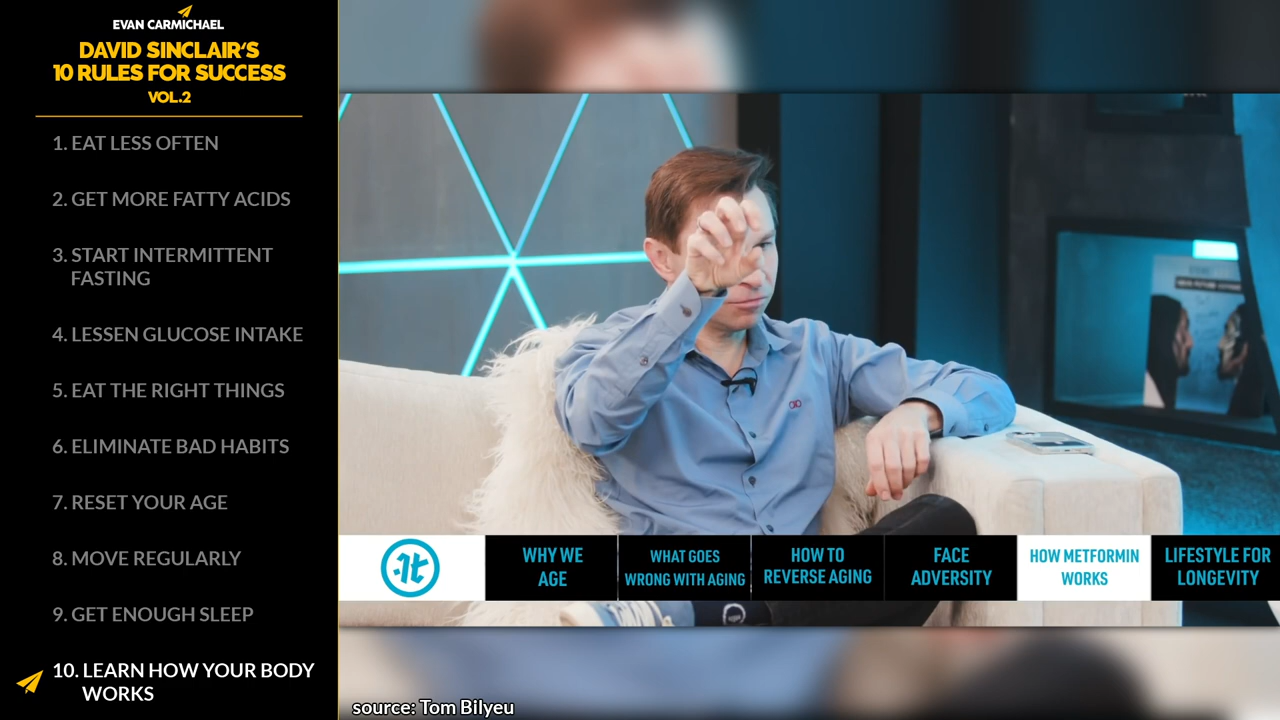 EVAN CARMICHAEL
DAVID SINCLAIR'S
10 RULES FOR SUCCESS
VOL.2
1. EAT LESS OFTEN
2. GET MORE FATTY ACIDS
3. START INTERMITTENT
FASTING
4. LESSEN GLUCOSE INTAKE
5. EAT THE RIGHT THINGS
6. ELIMINATE BAD HABITS
7. RESET YOUR AGE
8. MOVE REGULARLY
9. GET ENOUGH SLEEP
10. LEARN HOW YOUR BODY
WORKS
WHY WE
AGE
WHAT GOES
WRONG WITH AGING
HOW TO
REVERSE AGING
FACE
ADVERSITY
HOW METFORMIN
WORKS
LIFESTYLE FOR
LONGEVITY
source: Tom Bilyeu